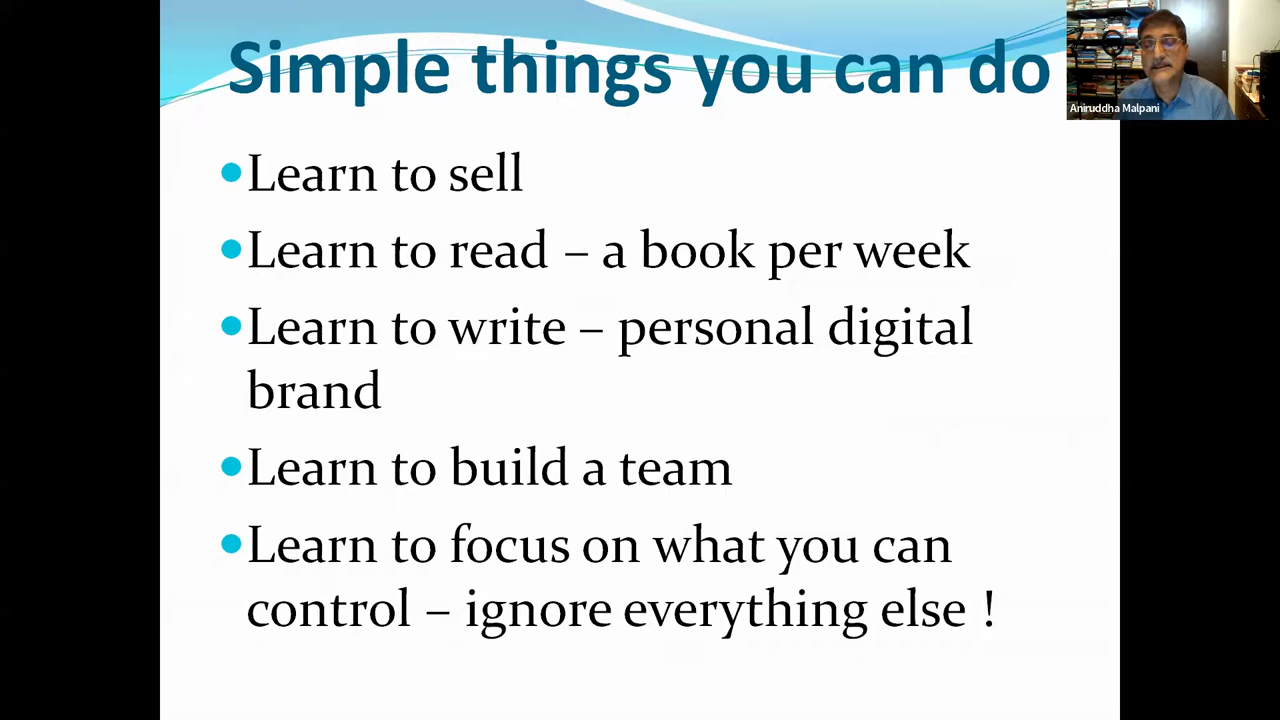 Simple things you can do
Aniruddha Malpani
•Learn to sell
•Learn to read – a book per week
•Learn to write – personal digital
brand
•Learn to build a team
•Learn to focus on what you can
control – ignore everything else !